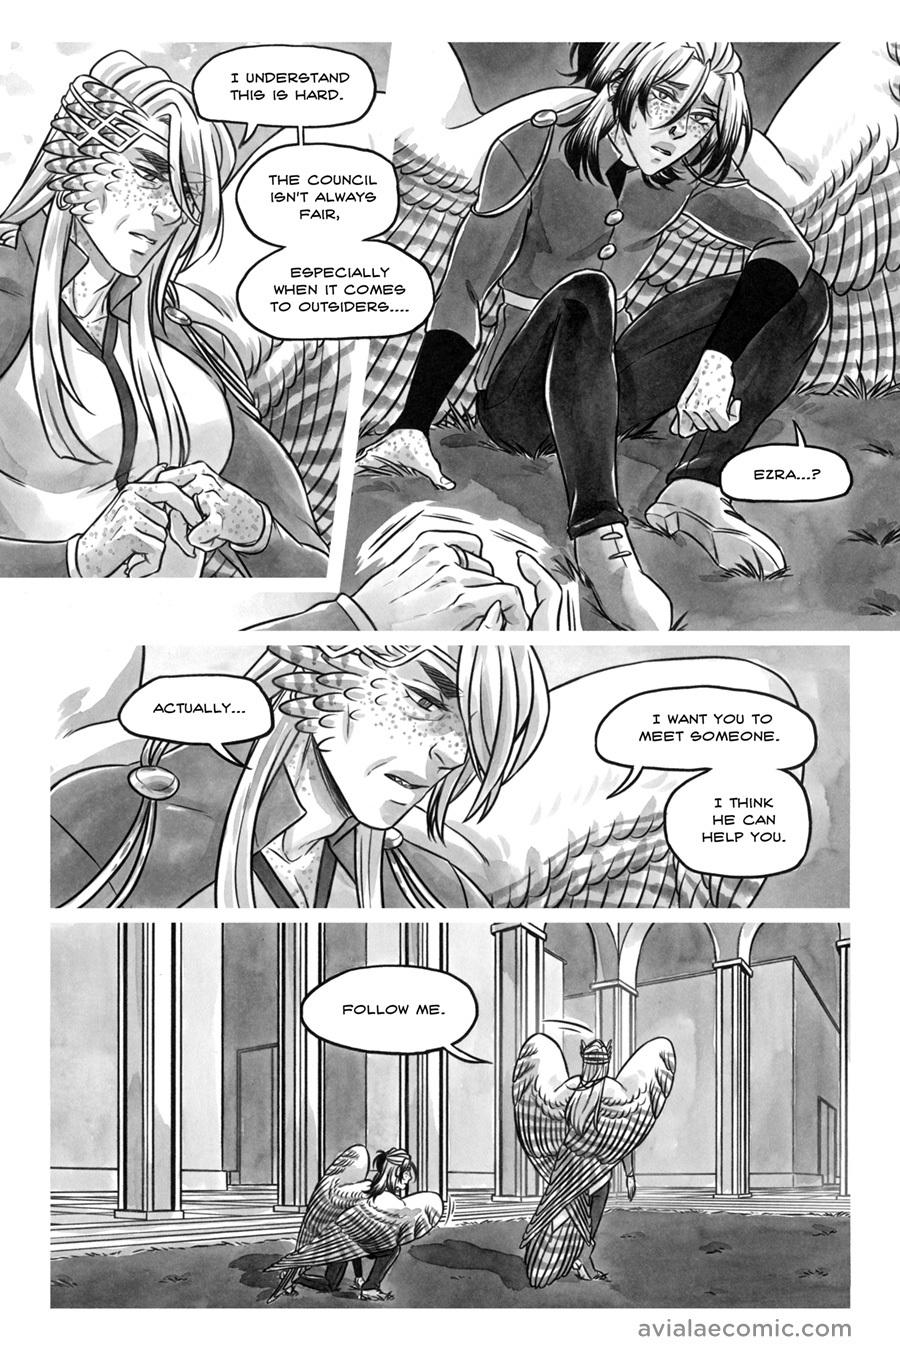 I UNDERSTAND
THIS IS HARD.
THE COUNCIL
ISN'T ALWAYS
FAIR,
ESPECIALLY
WHEN IT COMES
TO OUTSIDERS....
EZRA...?
ACTUALLY...
I WANT YOU TO
MEET SOMEONE.
I THINK
HE CAN
HELP YOU.
FOLLOW ME.
avialaecomic.com